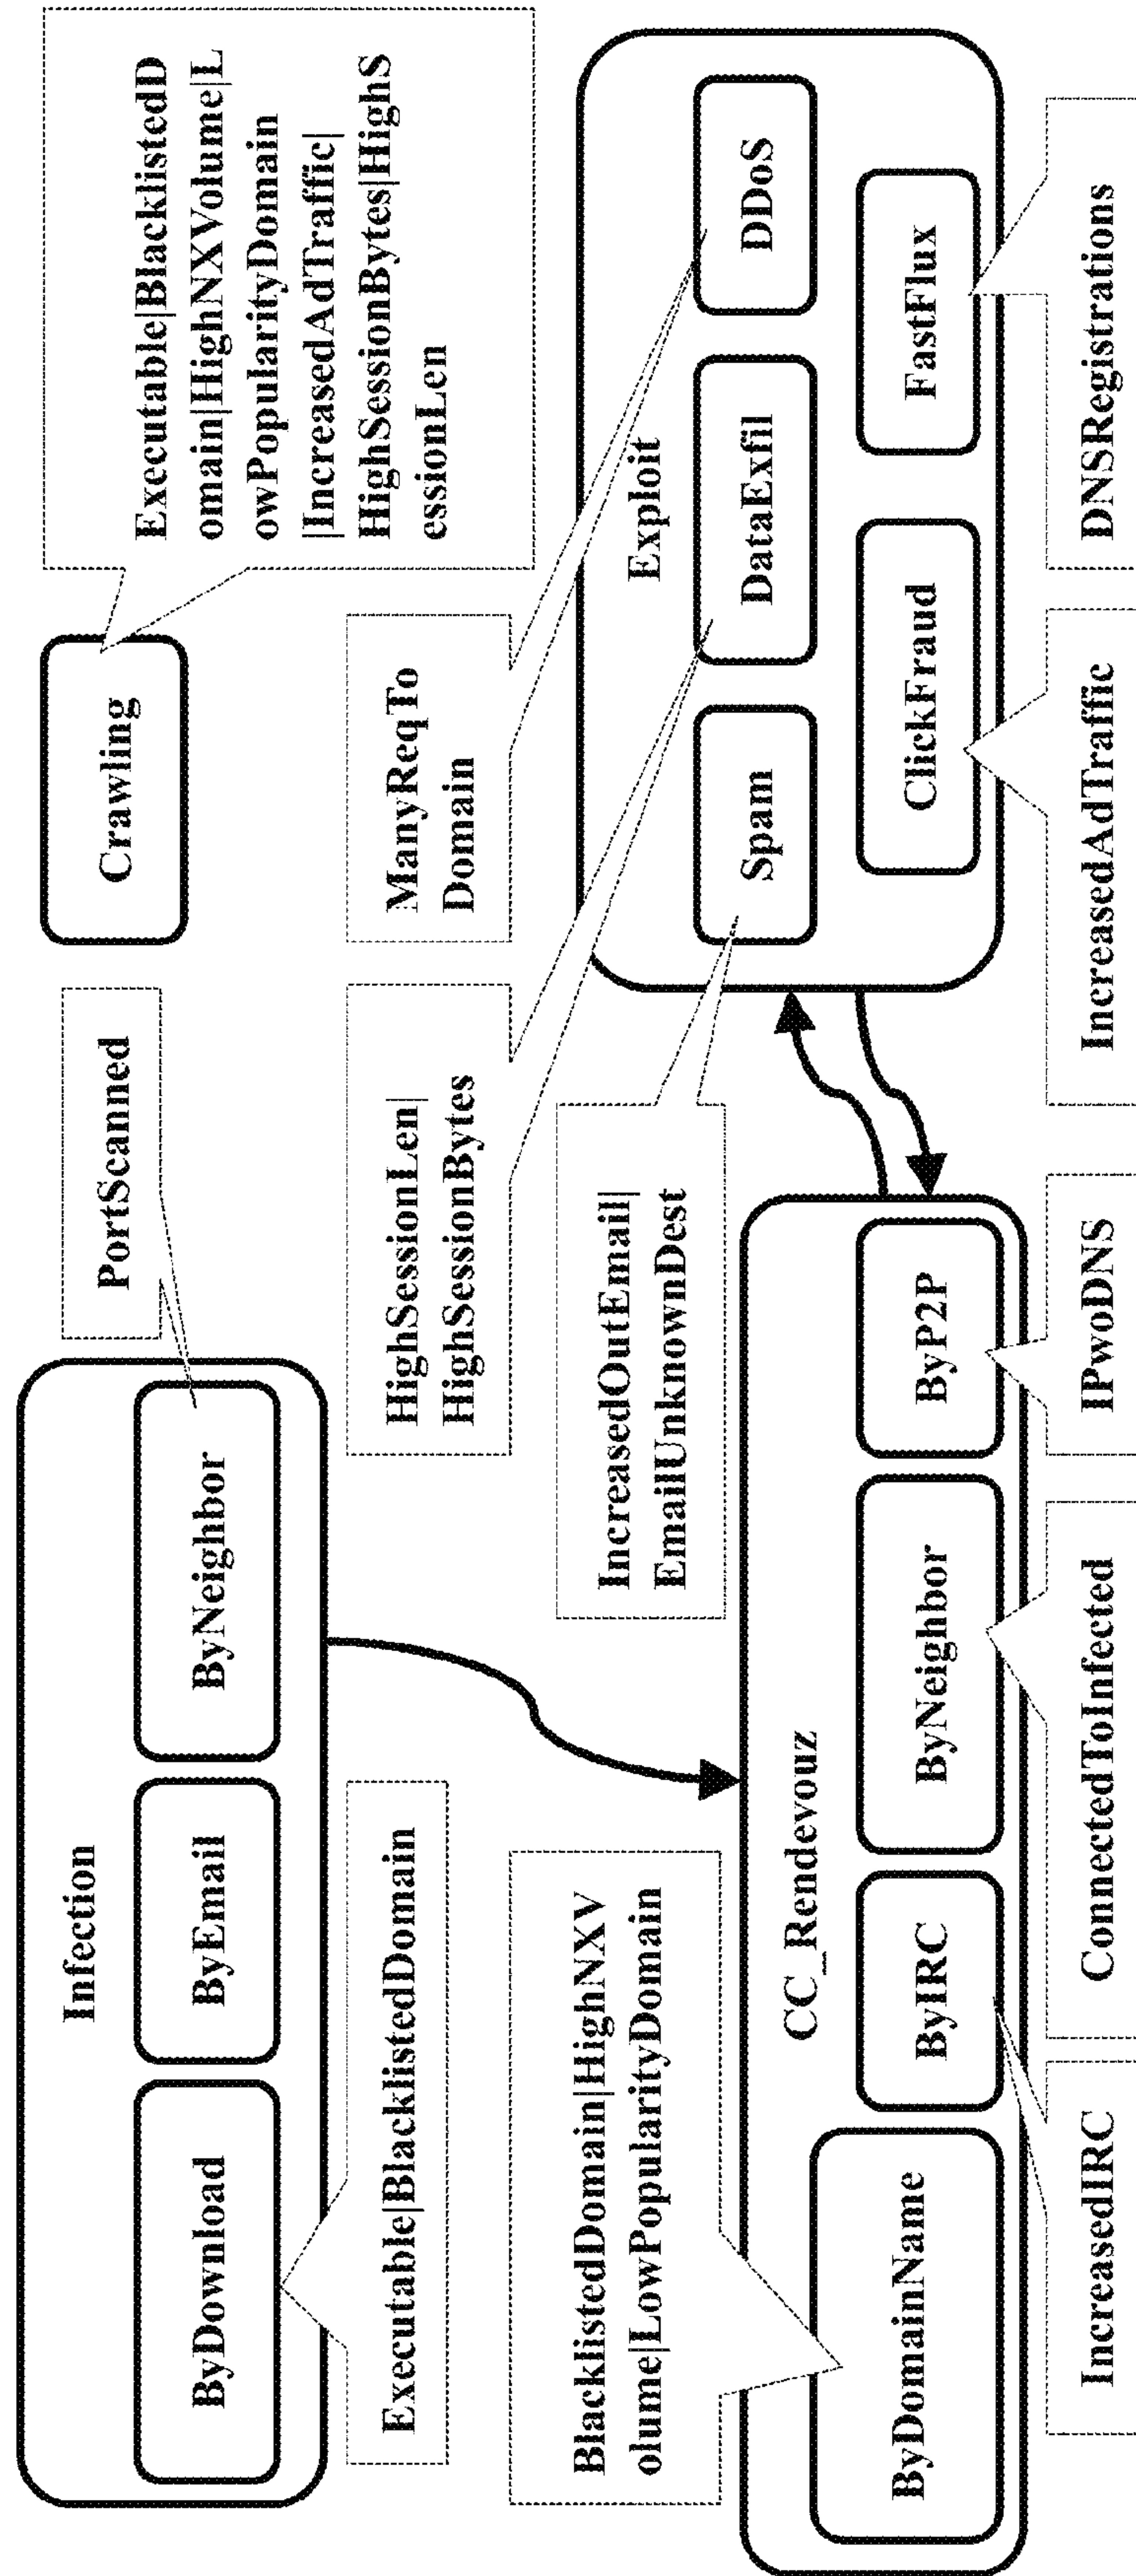 Infection
ByDownload
ByEmail
ByNeighbor
PortScanned
Crawling
Executable|BlacklistedD
omain|HighNXVolume|L
owPopularityDomain
|IncreasedAdTraffic|
HighSessionBytes|HighS
essionLen
Executable|BlacklistedDomain
HighSessionLen|
HighSessionBytes
ManyReqTo
Domain
BlacklistedDomain|HighNXV
olume|LowPopularityDomain
IncreasedOutEmail|
EmailUnknownDest
Exploit
Spam
DataExfil
DDoS
ClickFraud
FastFlux
CC_Rendevouz
ByDomainName
ByIRC
ByNeighbor
ByP2P
IncreasedIRC
ConnectedToInfected
IPwoDNS
IncreasedAdTraffic
DNSRegistrations